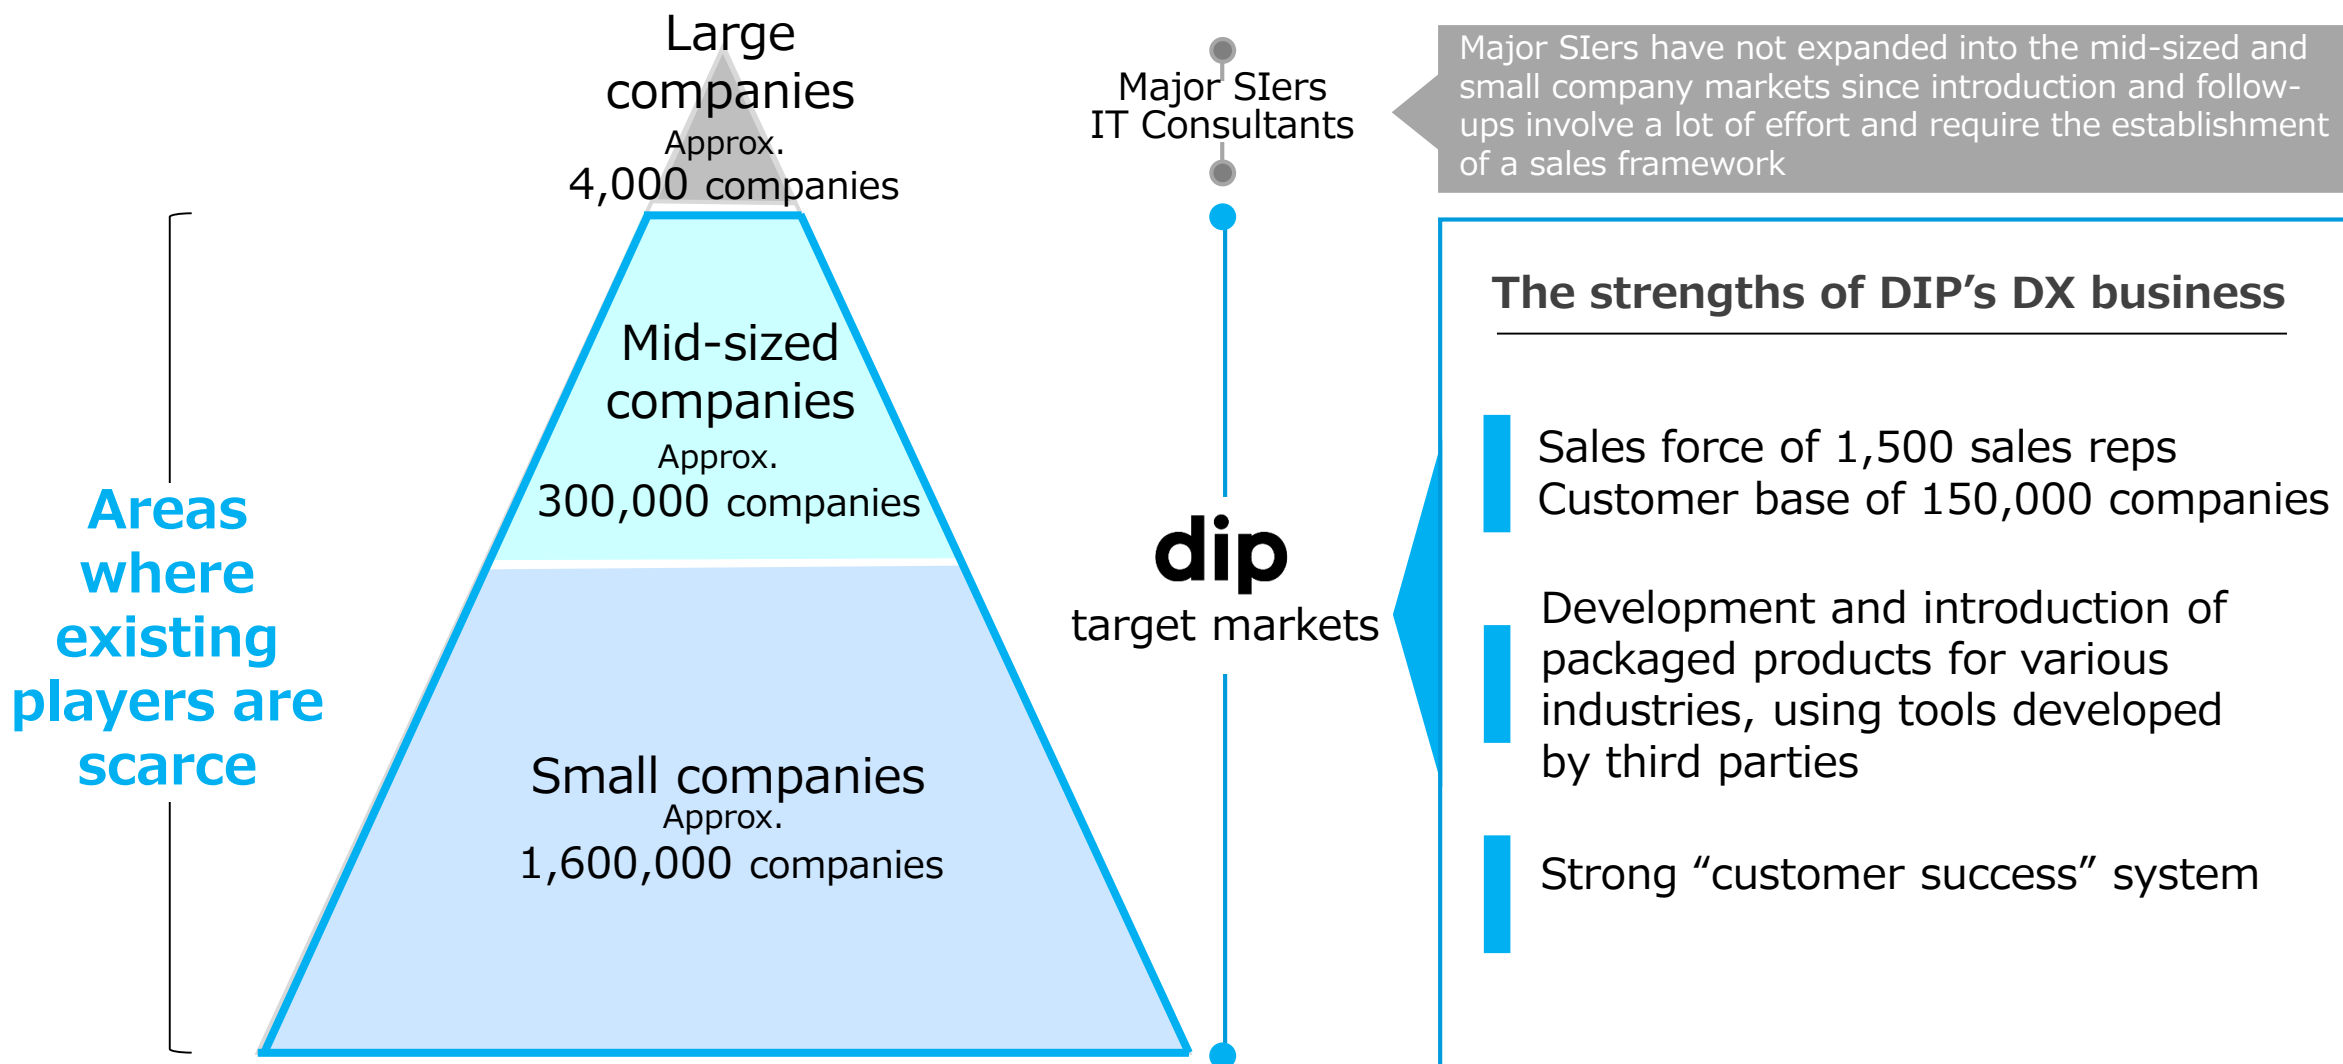 Large
companies
Approx.
4,000 companies
Major SIers
IT Consultants
Major SIers have not expanded into the mid-sized and
small company markets since introduction and follow-
ups involve a lot of effort and require the establishment
of a sales framework
Areas
where
existing
players are
scarce
Mid-sized
companies
Approx.
300,000 companies
Small companies
Approx.
1,600,000 companies
dip
target markets
The strengths of DIP’s DX business
Sales force of 1,500 sales reps
Customer base of 150,000 companies
Development and introduction of
packaged products for various
industries, using tools developed
by third parties
Strong “customer success” system